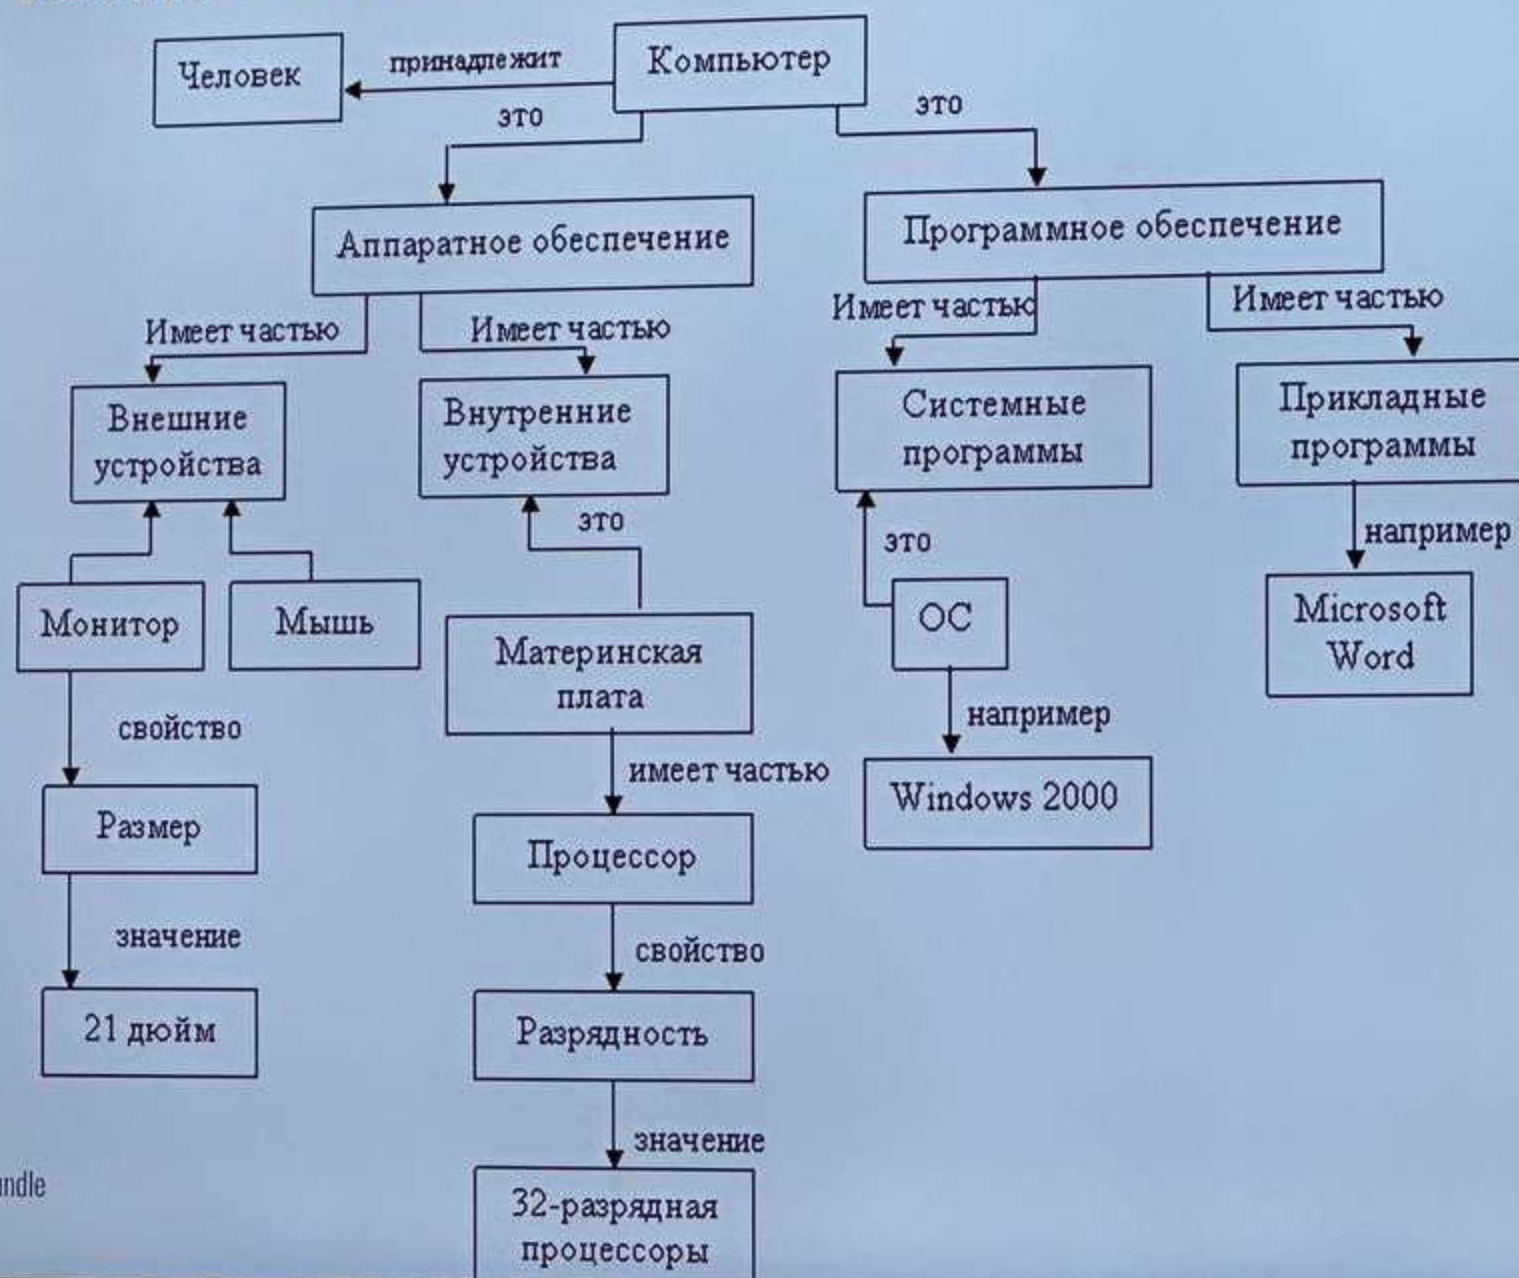 Человек
принадлежит
Компьютер
это
это
Аппаратное обеспечение
Программное обеспечение
Имеет частью
Имеет частью
Имеет частью
Имеет частью
Внешние
устройства
Внутренние
устройства
Системные
программы
Прикладные
программы
это
это
например
Монитор
Мышь
Материнская
плата
ОС
Microsoft
Word
свойство
имеет частью
например
Размер
Процессор
Windows 2000
значение
свойство
21 дюйм
Разрядность
значение
32-разрядная
процессоры